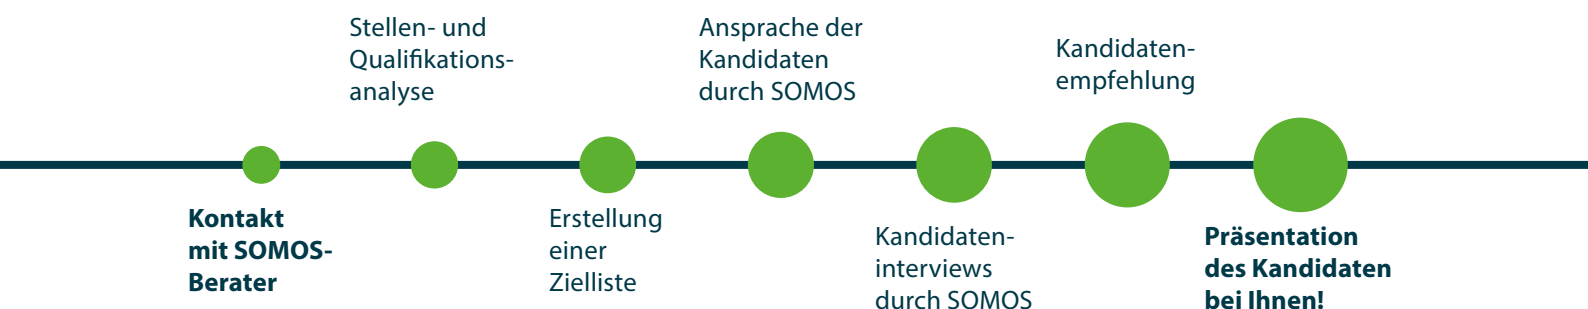 Kontakt
mit SOMOS-
Berater
Stellen- und
Qualifikations-
analyse
Erstellung
einer
Zielliste
Ansprache der
Kandidaten
durch SOMOS
Kandidaten-
interviews
durch SOMOS
Kandidaten-
empfehlung
Präsentation
des Kandidaten
bei Ihnen!